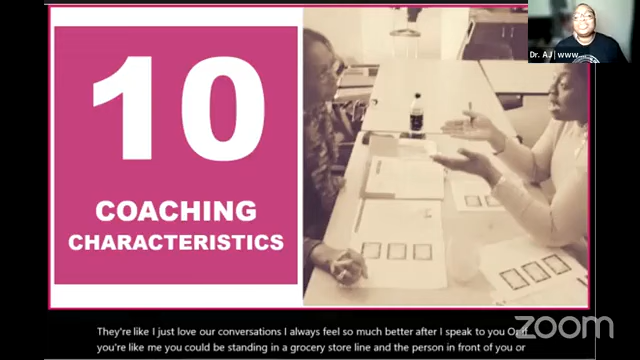 10
COACHING
CHARACTERISTICS
Dr. AJ | www....
They're like I just love our conversations I always feel so much better after I speak to you Or if
you're like me you could be standing in a grocery store line and the person in front of you or
zoom